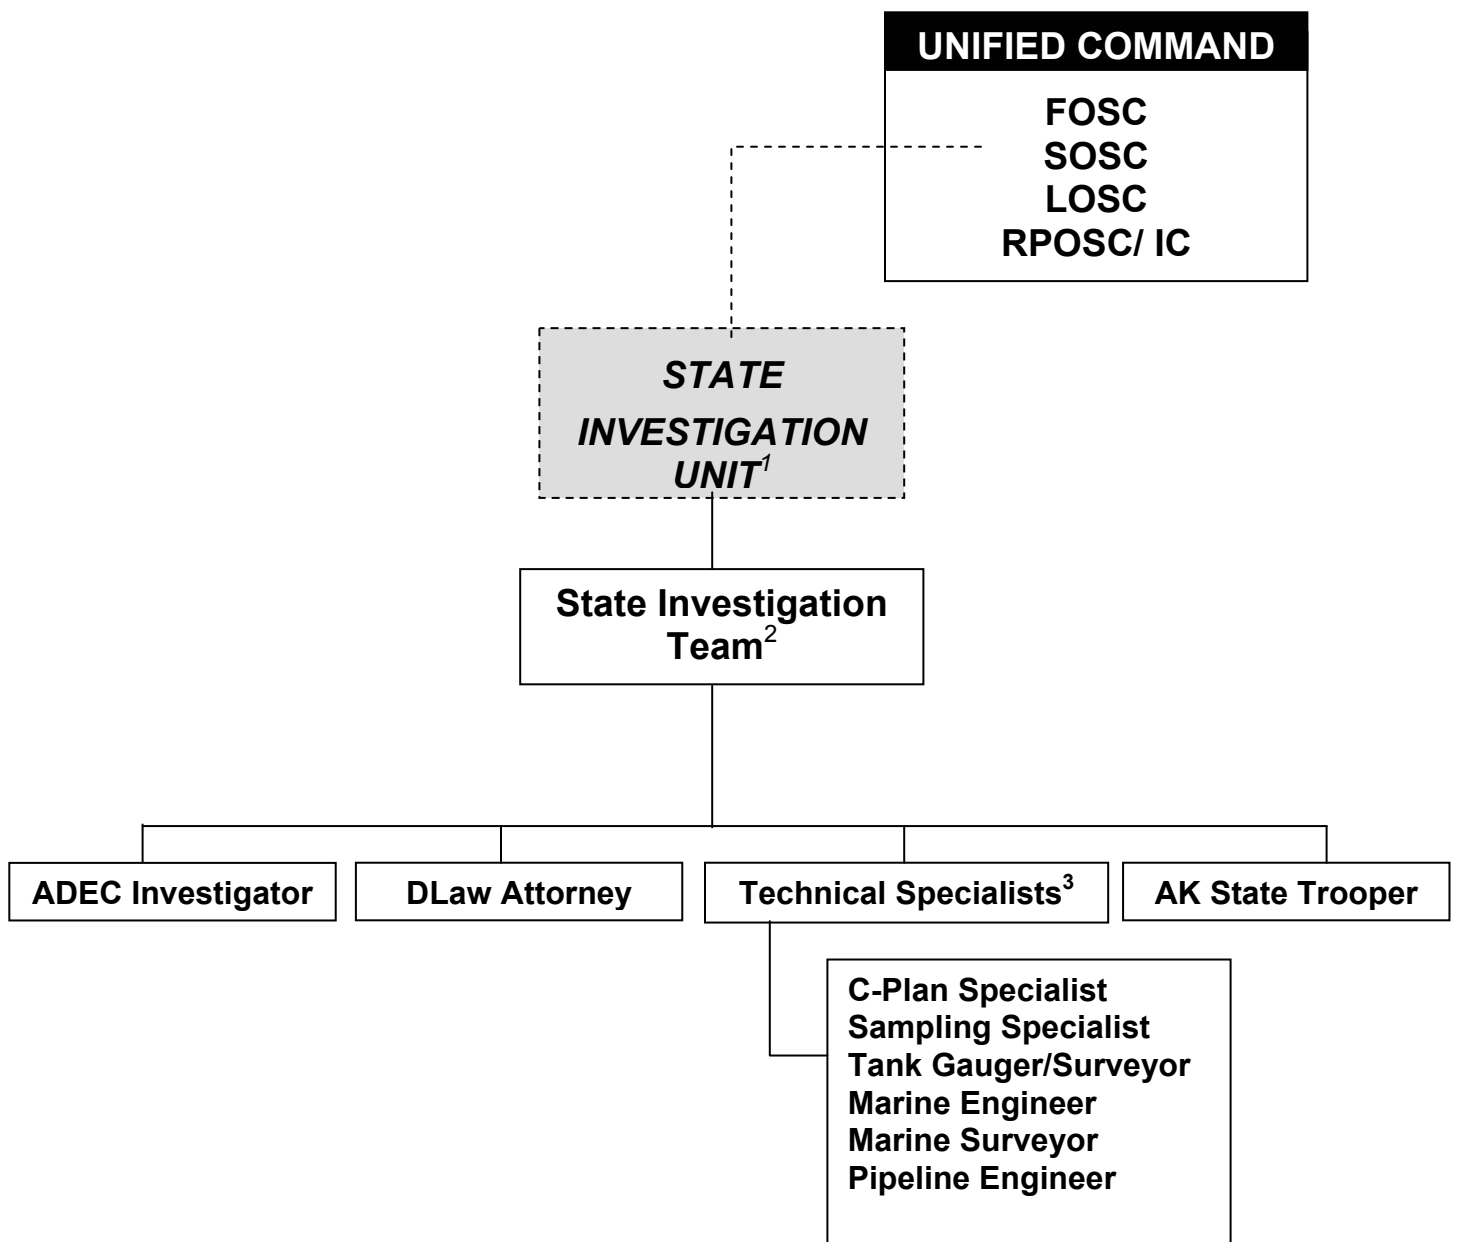 UNIFIED COMMAND
FOSC
SOSC
LOSC
RPOSC/ IC
STATE
INVESTIGATION
UNIT¹
State Investigation
Team²
ADEC Investigator
DLaw Attorney
Technical Specialists³
AK State Trooper
C-Plan Specialist
Sampling Specialist
Tank Gauger/Surveyor
Marine Engineer
Marine Surveyor
Pipeline Engineer